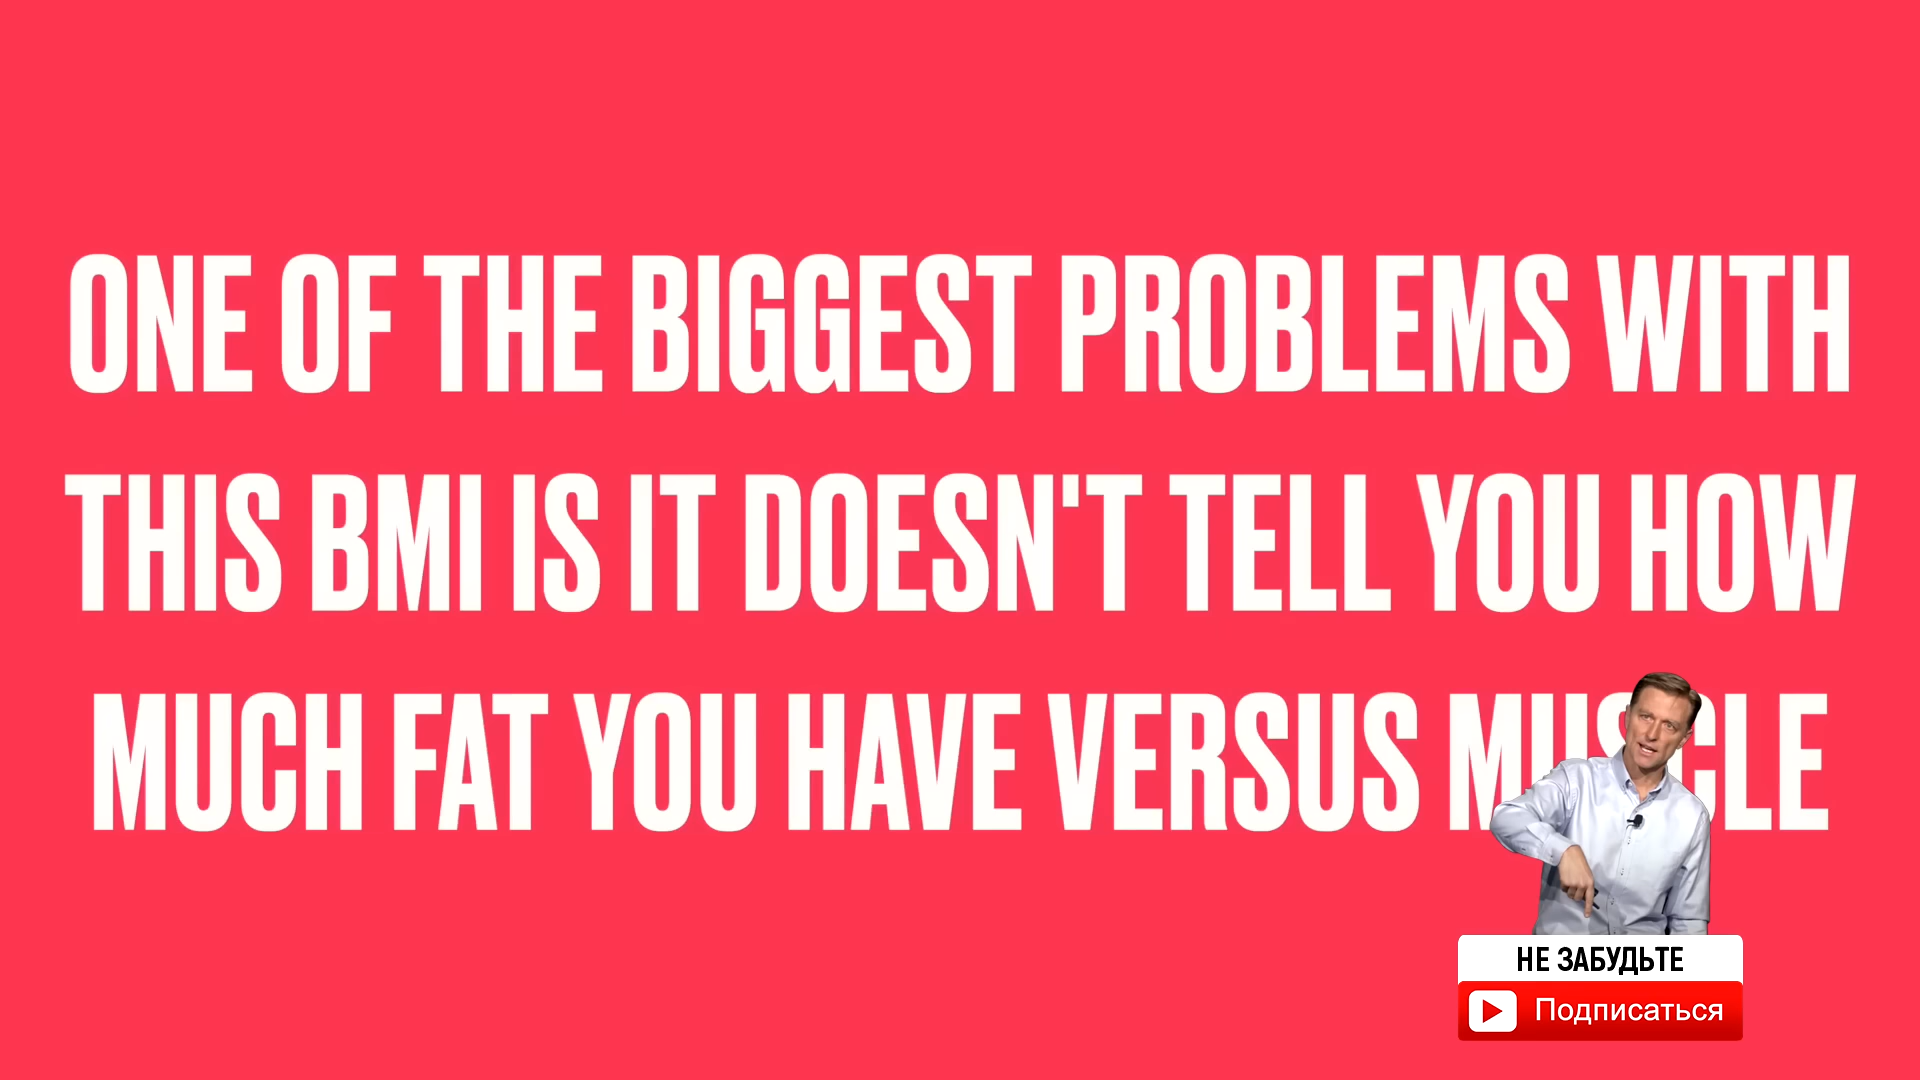 ONE OF THE BIGGEST PROBLEMS WITH
THIS BMI IS IT DOESN'T TELL YOU HOW
MUCH FAT YOU HAVE VERSUS MUSCLE
НЕ ЗАБУДЬТЕ
Подписаться